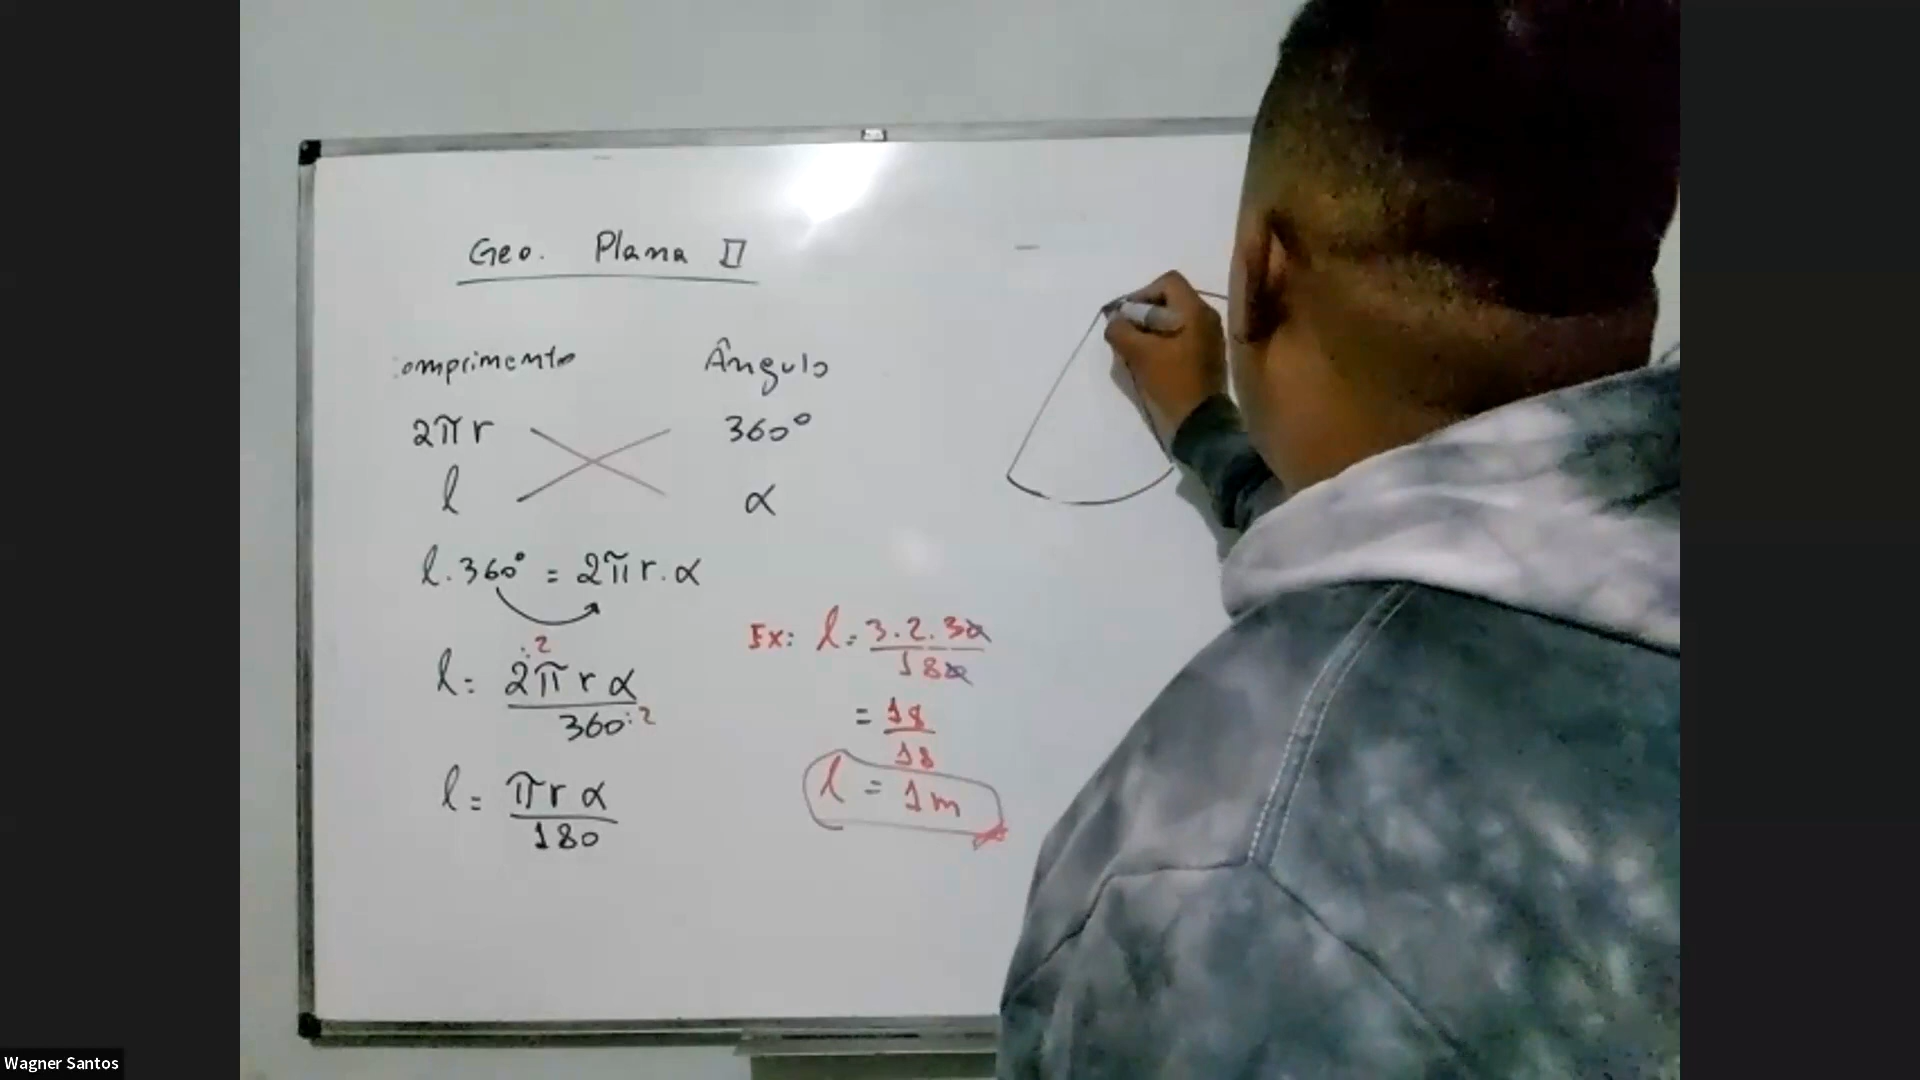 Geo. Plana II
omprimento Ângulo
2πr 360°
l α
l.360° = 2πr.α
:2
l = 2πrα
360:2
l = πrα
180
Ex: l = 3.2.30
180
= 18
18
l = 1m
Wagner Santos